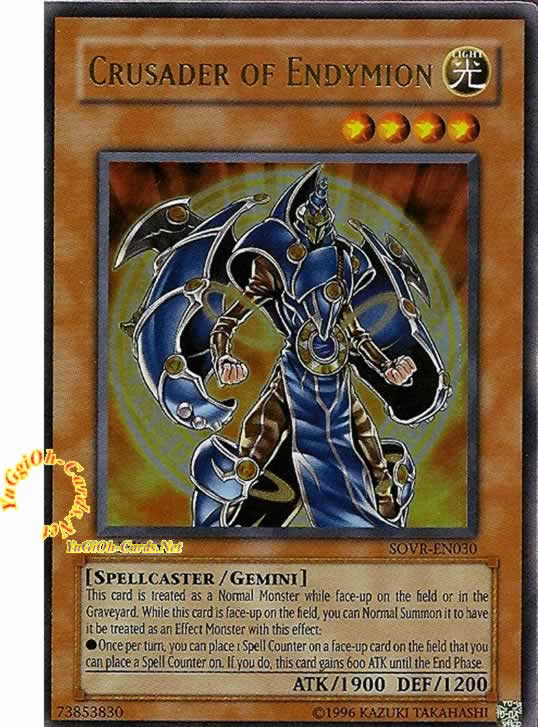 CRUSADER OF ENDYMION
LIGHT
光
YuGgiOh-Cards.Net
YuGiOh-Cards.Net
SOVR-EN030
[SPELLCASTER / GEMINI]
This card is treated as a Normal Monster while face-up on the field or in the
Graveyard. While this card is face-up on the field, you can Normal Summon it to have
it be treated as an Effect Monster with this effect:
●Once per turn, you can place 1 Spell Counter on a face-up card on the field that you
can place a Spell Counter on. If you do, this card gains 600 ATK until the End Phase.
ATK/1900 DEF/1200
73853830
©1996 KAZUKI TAKAHASHI